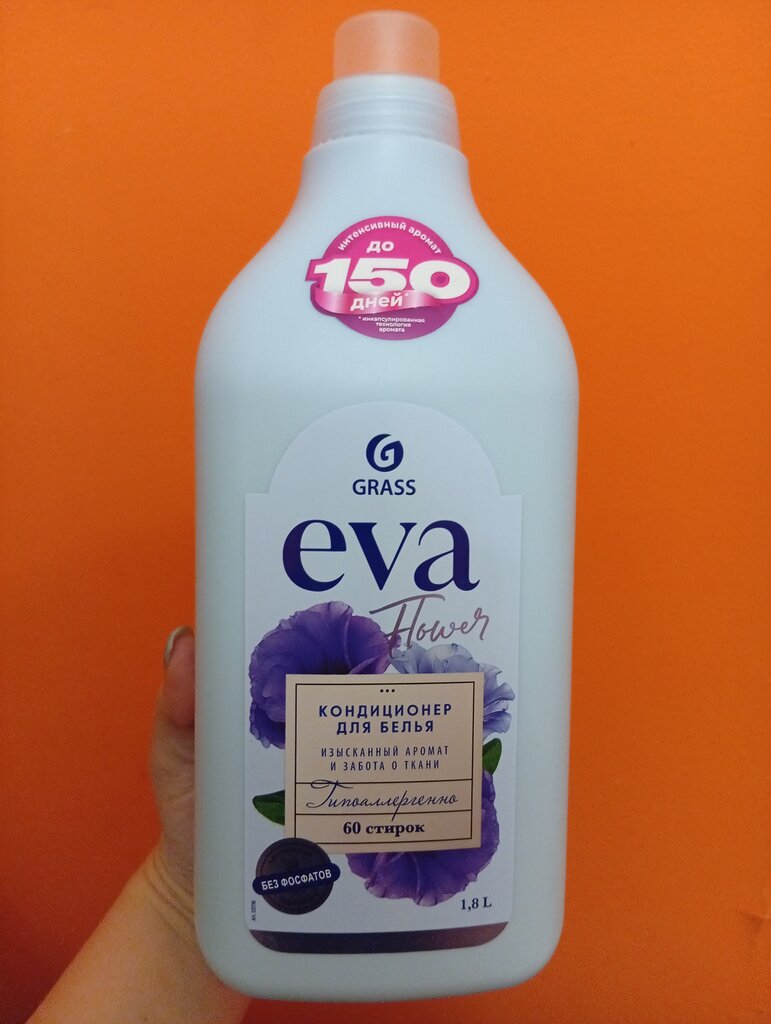 интенсивный аромат
до
150
дней*
* инкапсулированная
технология
аромата
G
GRASS
eva
Flower
КОНДИЦИОНЕР
ДЛЯ БЕЛЬЯ
ИЗЫСКАННЫЙ АРОМАТ
И ЗАБОТА О ТКАНИ
Гипоаллергенно
60 стирок
БЕЗ ФОСФАТОВ
1,8 L